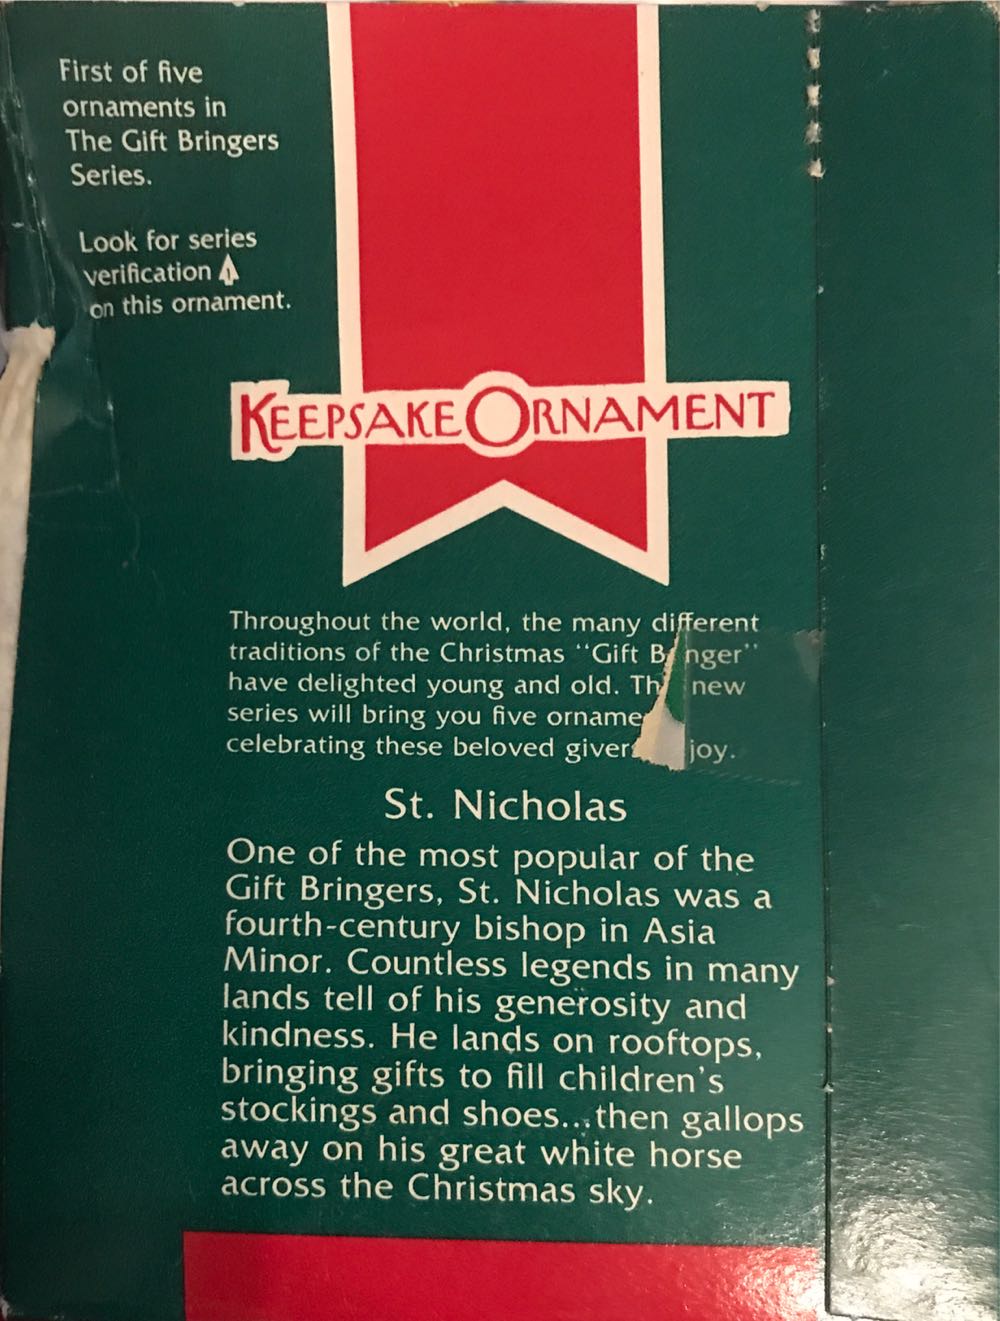 First of five
ornaments in
The Gift Bringers
Series.
Look for series
verification 1
on this ornament.
KEEPSAKE ORNAMENT
Throughout the world, the many different
traditions of the Christmas “Gift B nger”
have delighted young and old. Th new
series will bring you five orname
celebrating these beloved givers joy.
St. Nicholas
One of the most popular of the
Gift Bringers, St. Nicholas was a
fourth-century bishop in Asia
Minor. Countless legends in many
lands tell of his generosity and
kindness. He lands on rooftops,
bringing gifts to fill children's
stockings and shoes...then gallops
away on his great white horse
across the Christmas sky.